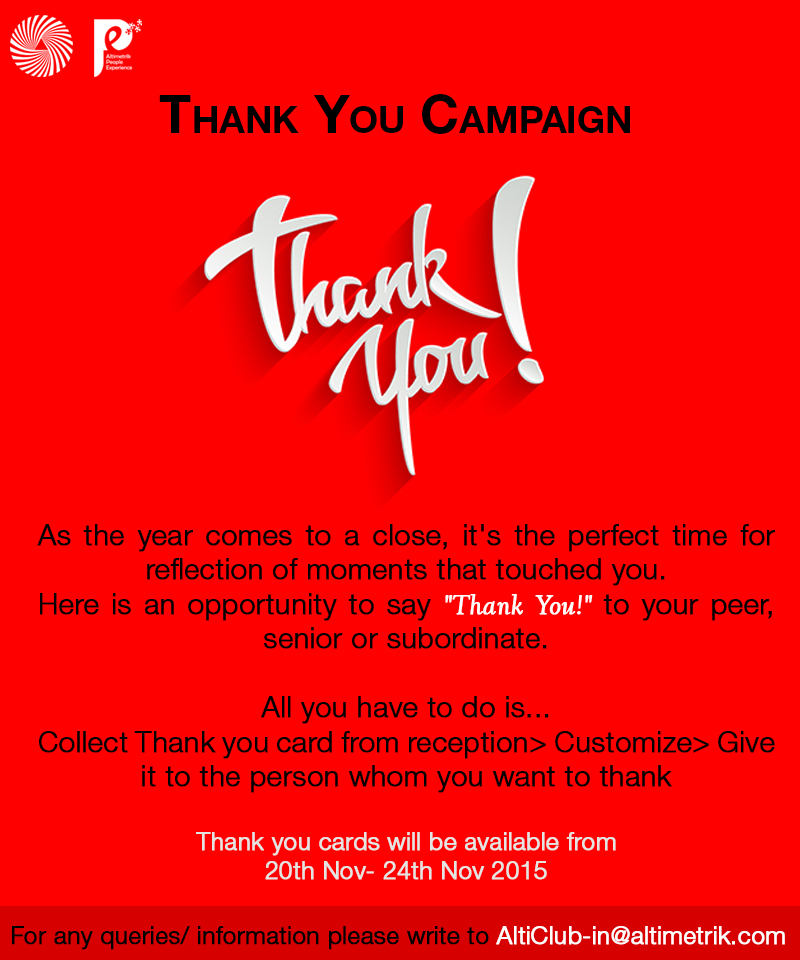 Pe
Altimetrik
People
Experience
THANK YOU CAMPAIGN
Thank
You!
As the year comes to a close, it's the perfect time for
reflection of moments that touched you.
Here is an opportunity to say "Thank You!" to your peer,
senior or subordinate.
All you have to do is...
Collect Thank you card from reception> Customize> Give
it to the person whom you want to thank
Thank you cards will be available from
20th Nov- 24th Nov 2015
For any queries/ information please write to AltiClub-in@altimetrik.com